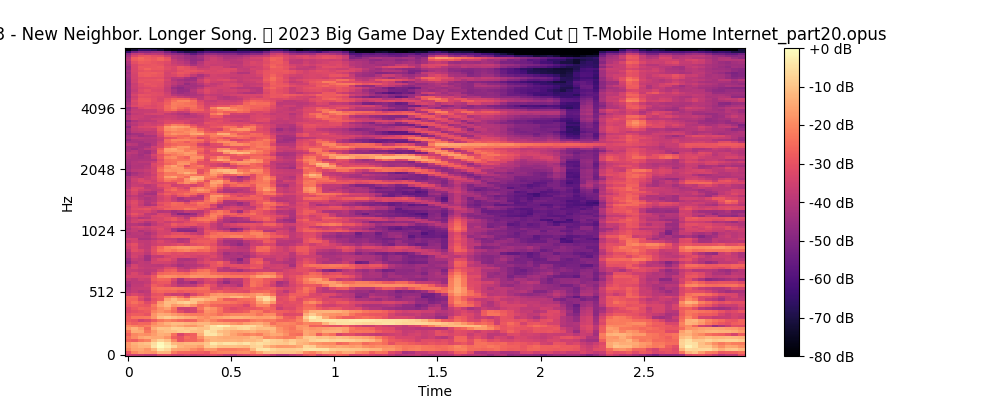 3 - New Neighbor. Longer Song. 2023 Big Game Day Extended Cut T-Mobile Home Internet_part20.opus
+0 dB
4096
-10 dB
-20 dB
2048
-30 dB
Hz
-40 dB
1024
-50 dB
512
-60 dB
-70 dB
0
-80 dB
0 0.5 1 1.5 2 2.5
Time